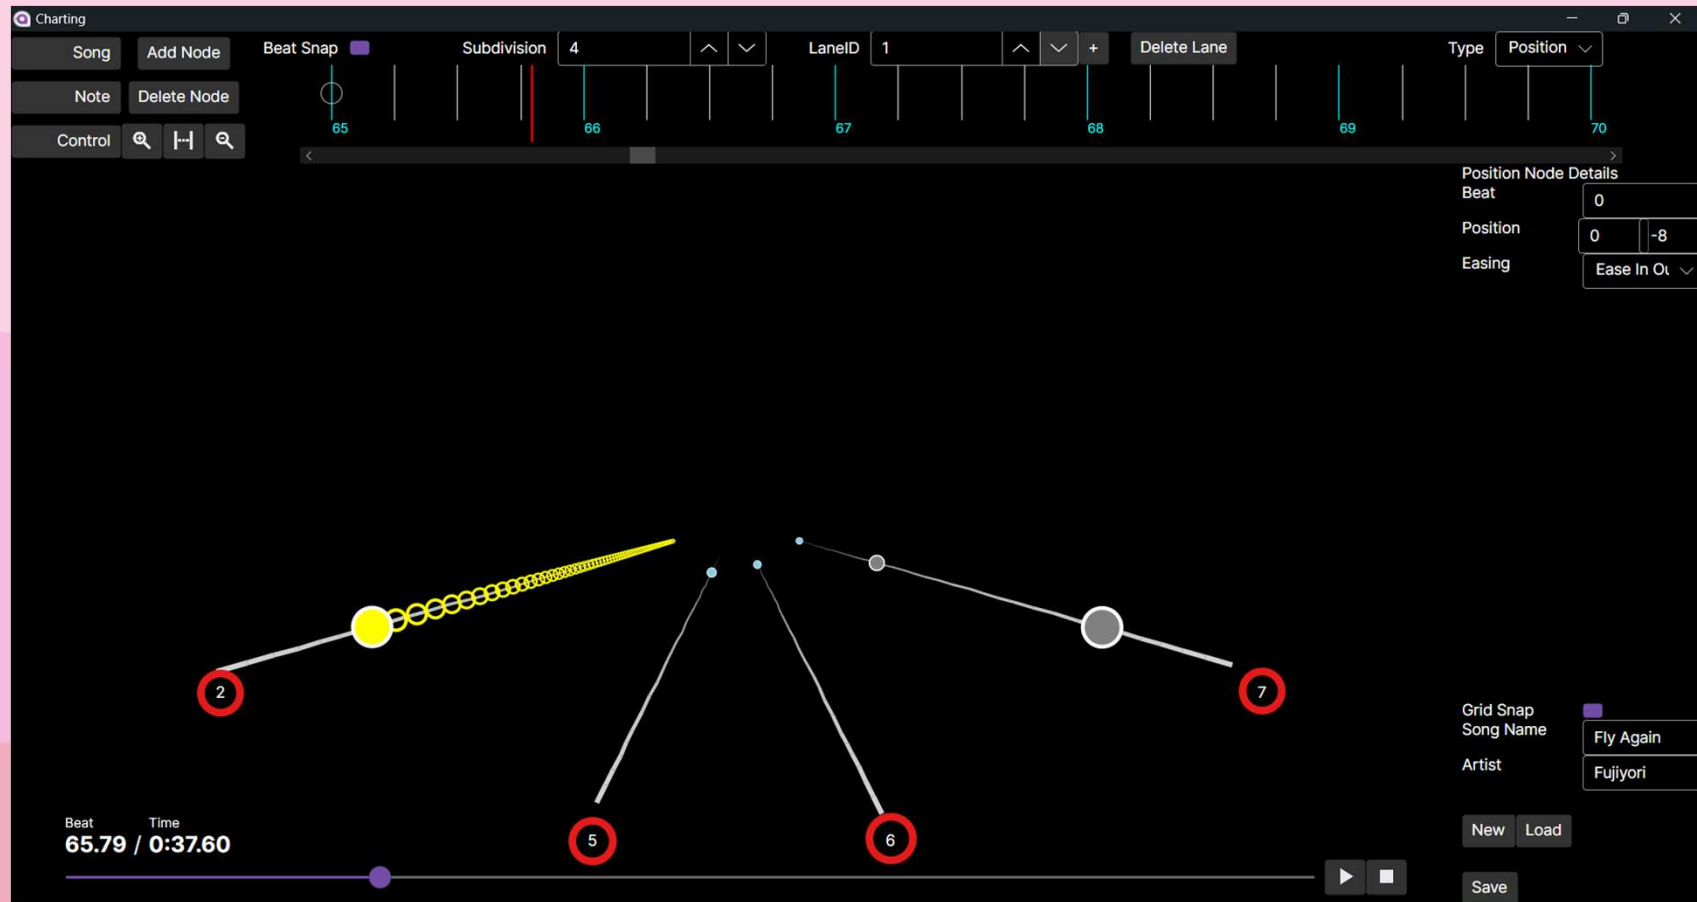 Charting
Song Add Node Beat Snap Subdivision 4 LaneID 1 + Delete Lane Type Position
Note Delete Node
Control
65 66 67 68 69 70
Position Node Details
Beat 0
Position 0 -8
Easing Ease In Ou
2 7
5 6
Grid Snap
Song Name Fly Again
Artist Fujiyori
Beat Time
65.79 / 0:37.60
New Load
Save